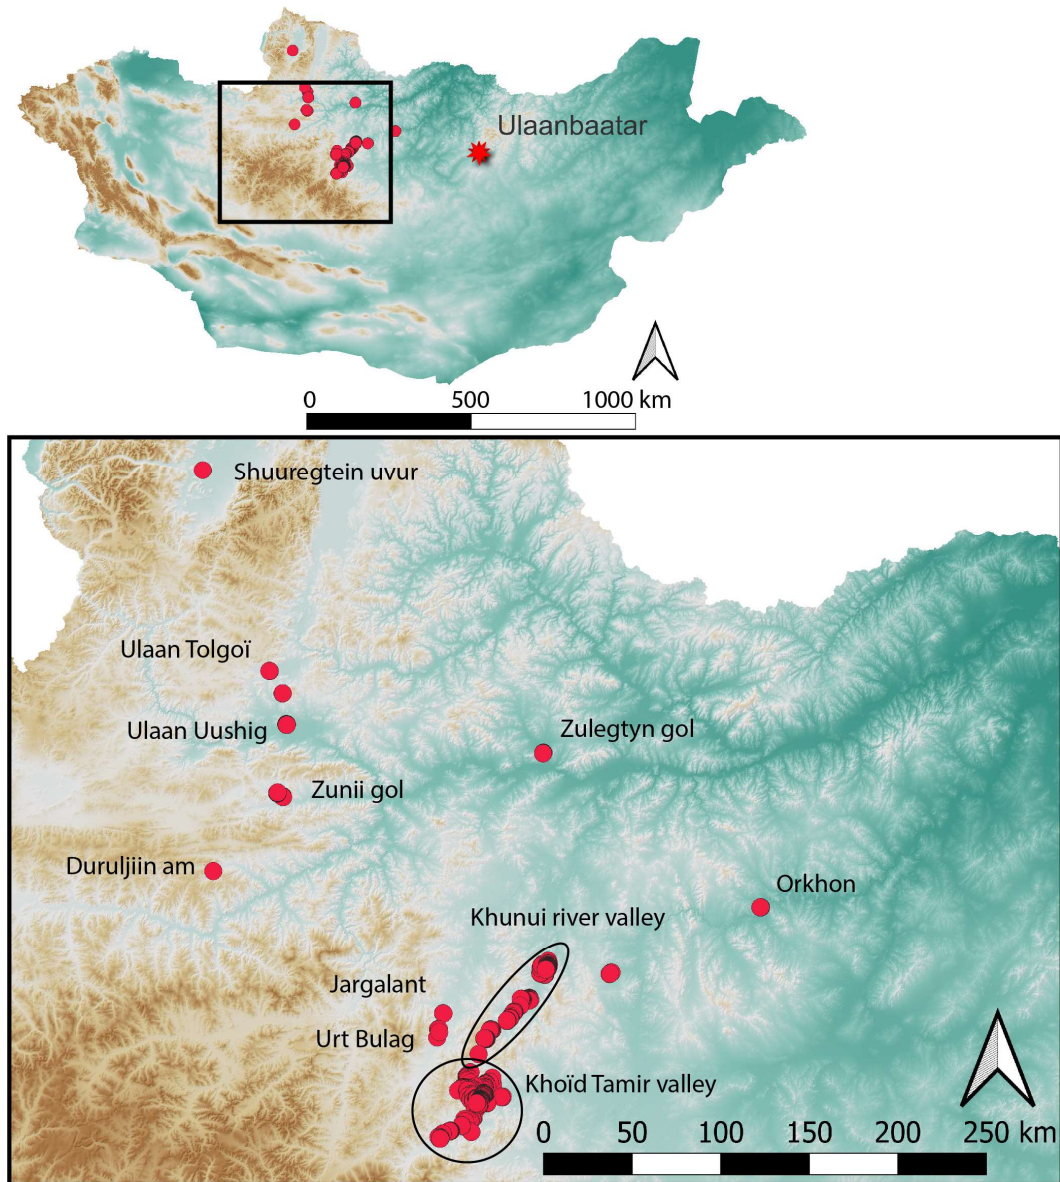 Ulaanbaatar
0 500 1000 km
Shuuregtein uvur
Ulaan Tolgoï
Ulaan Uushig
Zulegtyn gol
Zunii gol
Duruljiin am
Orkhon
Khunui river valley
Jargalant
Urt Bulag
Khoïd Tamir valley
0 50 100 150 200 250 km